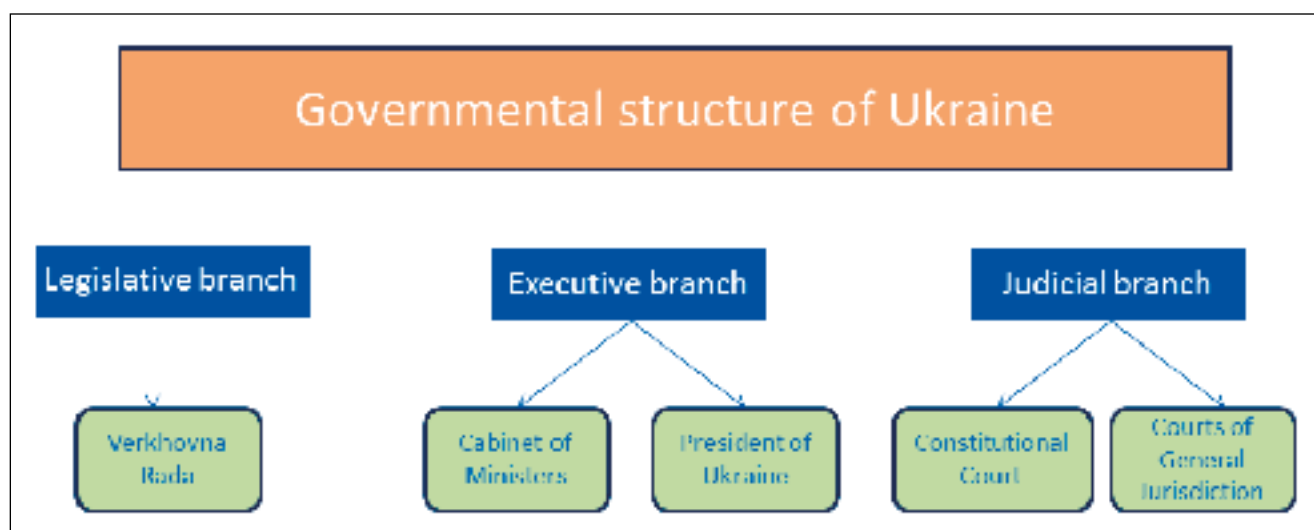 Governmental structure of Ukraine
Legislative branch
Executive branch
Judicial branch
Verkhovna
Rada
Cabinet of
Ministers
President of
Ukraine
Constitutional
Court
Courts of
General
Jurisdiction